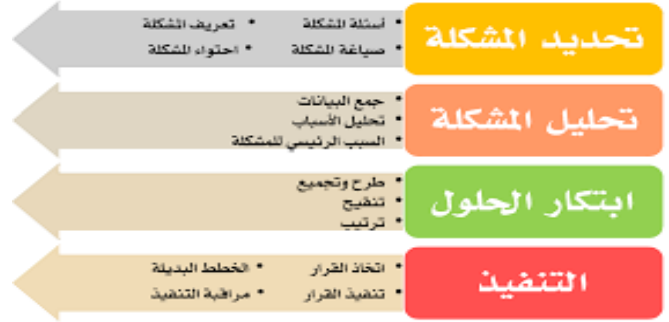 تحديد المشكلة
• أسئلة المشكلة • تعريف المشكلة
• صياغة المشكلة • احتواء المشكلة
تحليل المشكلة
• جمع البيانات
• تحليل الأسباب
• السبب الرئيسي للمشكلة
ابتكار الحلول
• طرح وتجميع
• تنقيح
• ترتيب
التنفيذ
• اتخاذ القرار • الخطط البديلة
• تنفيذ القرار • مراقبة التنفيذ